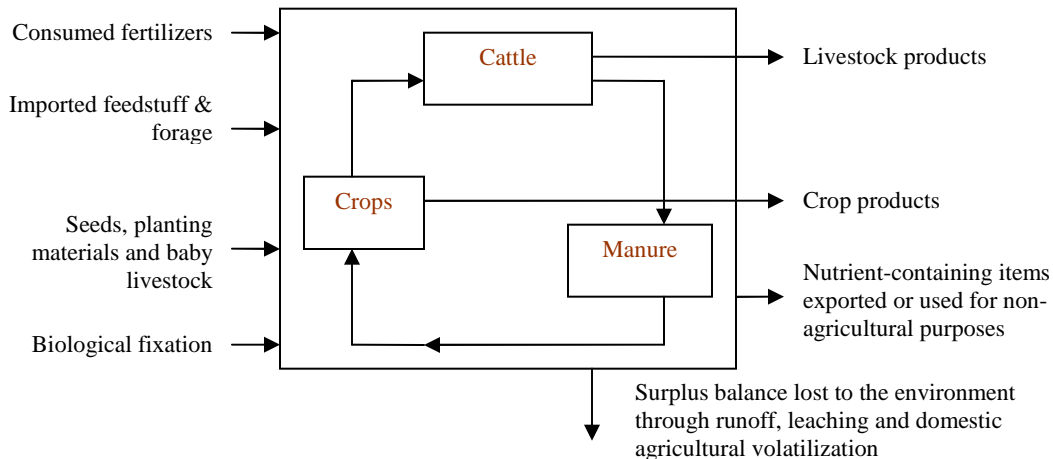 Consumed fertilizers
Imported feedstuff &
forage
Seeds, planting
materials and baby
livestock
Biological fixation
Cattle
Crops
Manure
Livestock products
Crop products
Nutrient-containing items
exported or used for non-
agricultural purposes
Surplus balance lost to the environment
through runoff, leaching and domestic
agricultural volatilization